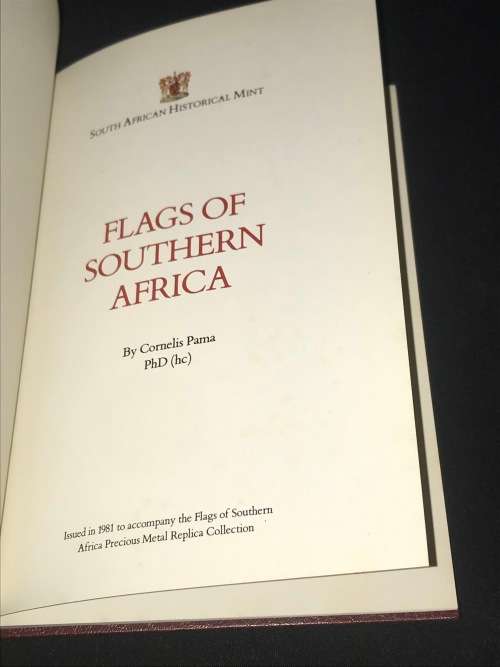 SOUTH AFRICAN HISTORICAL MINT
FLAGS OF
SOUTHERN
AFRICA
By Cornelis Pama
PhD (hc)
Issued in 1981 to accompany the Flags of Southern
Africa Precious Metal Replica Collection